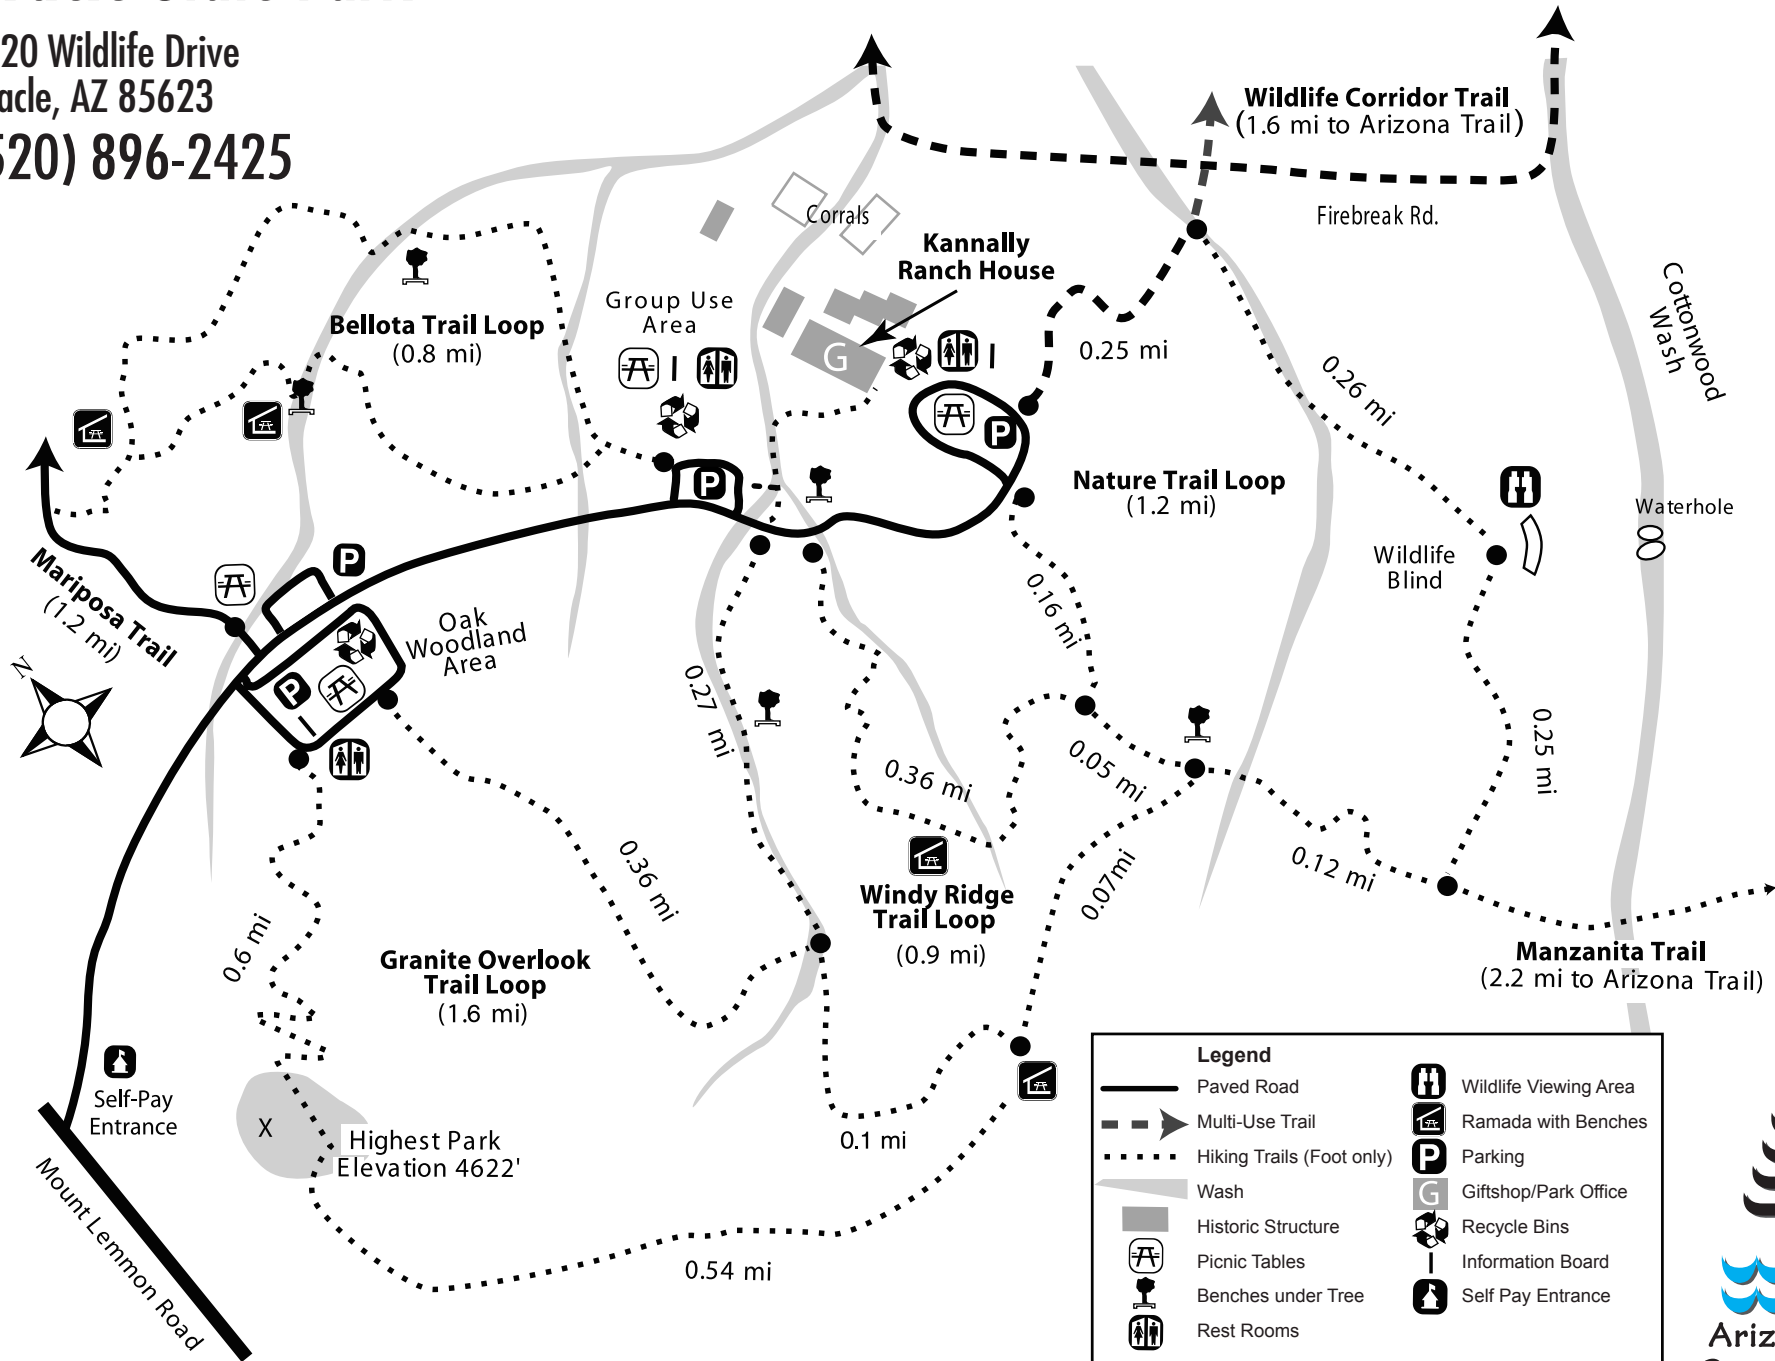 20 Wildlife Drive
acle, AZ 85623
520) 896-2425
Wildlife Corridor Trail
(1.6 mi to Arizona Trail)
Firebreak Rd.
Corrals
Kannally
Ranch House
Group Use
Area
Bellota Trail Loop
(0.8 mi)
G
0.25 mi
0.26 mi
Cottonwood
Wash
P
P
Nature Trail Loop
(1.2 mi)
Waterhole
Wildlife
Blind
Mariposa Trail
(1.2 mi)
P
Oak
Woodland
Area
P
N
0.16 mi
0.27 mi
0.36 mi
0.05 mi
0.25 mi
0.36 mi
0.07mi
0.12 mi
Windy Ridge
Trail Loop
(0.9 mi)
0.6 mi
Granite Overlook
Trail Loop
(1.6 mi)
Manzanita Trail
(2.2 mi to Arizona Trail)
Self-Pay
Entrance
X
Highest Park
Elevation 4622'
0.1 mi
0.54 mi
Mount Lemmon Road
Legend
Paved Road
Multi-Use Trail
Hiking Trails (Foot only)
Wash
Historic Structure
Picnic Tables
Benches under Tree
Rest Rooms
Wildlife Viewing Area
Ramada with Benches
P Parking
G Giftshop/Park Office
Recycle Bins
Information Board
Self Pay Entrance
Ariz